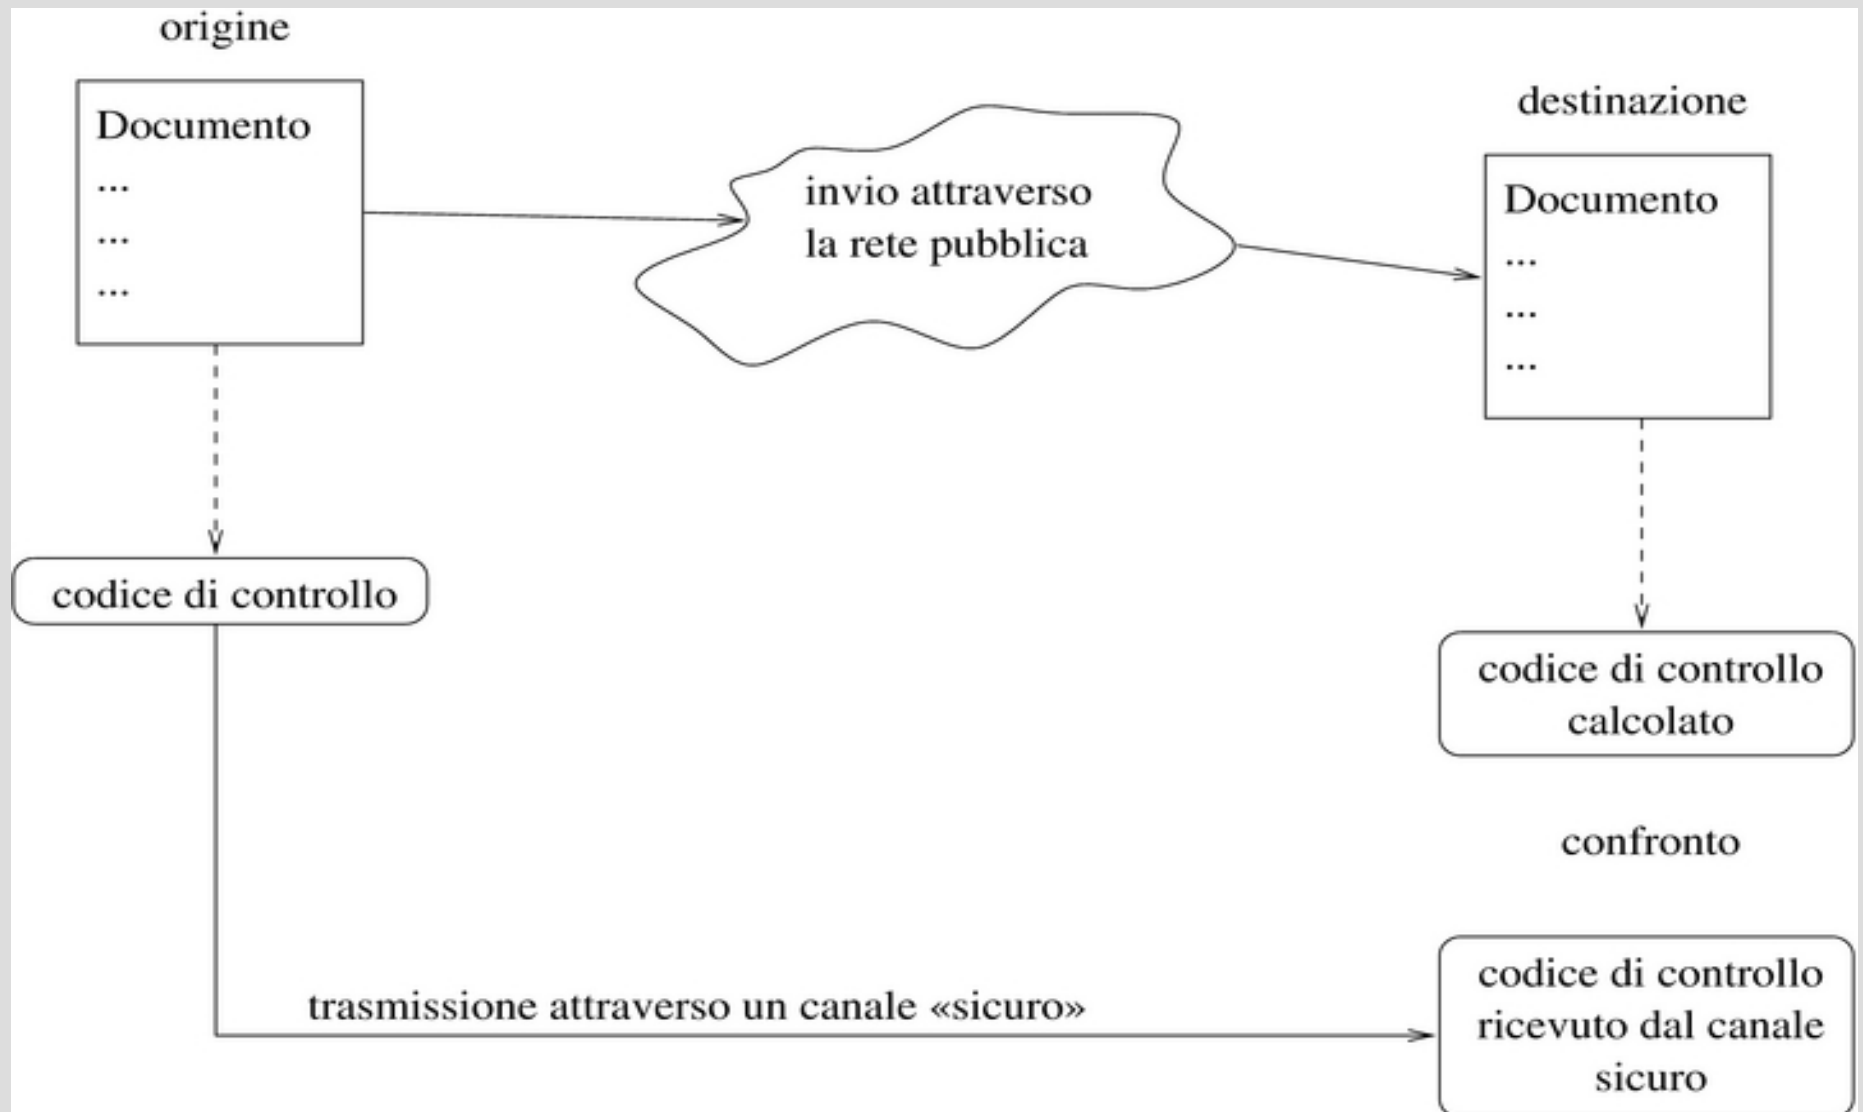 origine
Documento
...
...
...
invio attraverso
la rete pubblica
destinazione
Documento
...
...
...
codice di controllo
codice di controllo
calcolato
confronto
trasmissione attraverso un canale «sicuro»
codice di controllo
ricevuto dal canale
sicuro